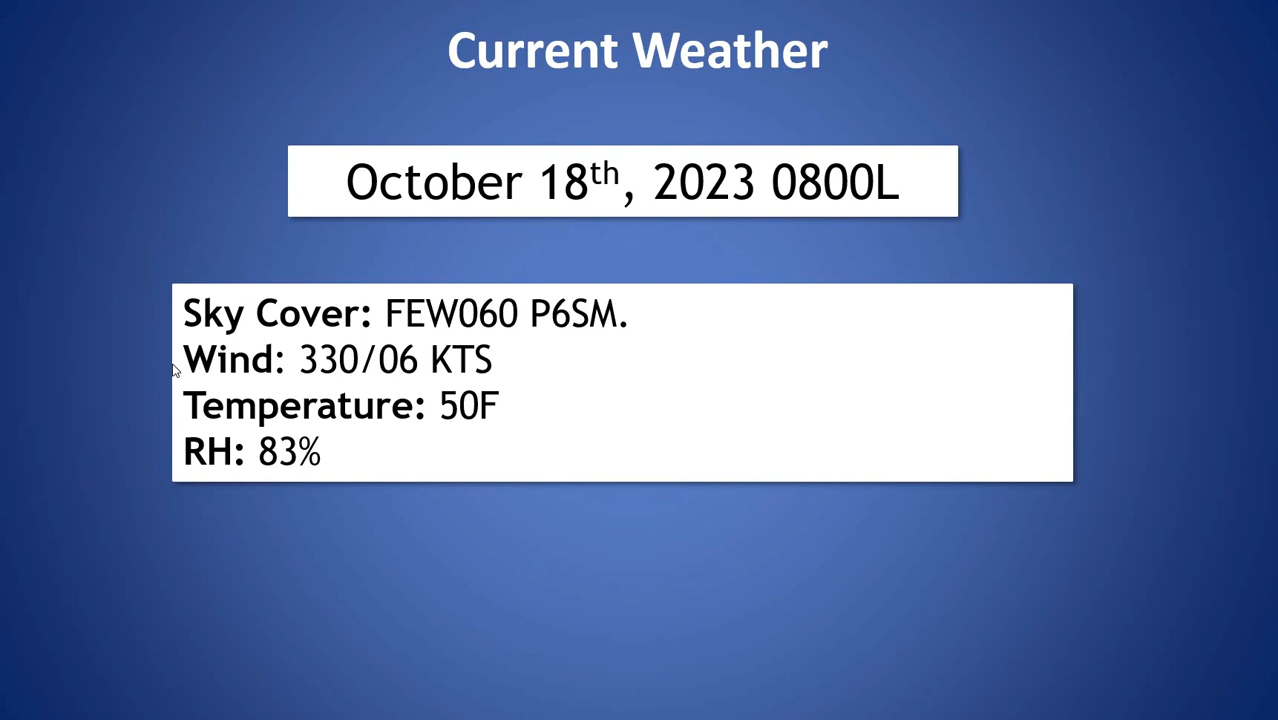 Current Weather
October 18th, 2023 0800L
Sky Cover: FEW060 P6SM.
Wind: 330/06 KTS
Temperature: 50F
RH: 83%